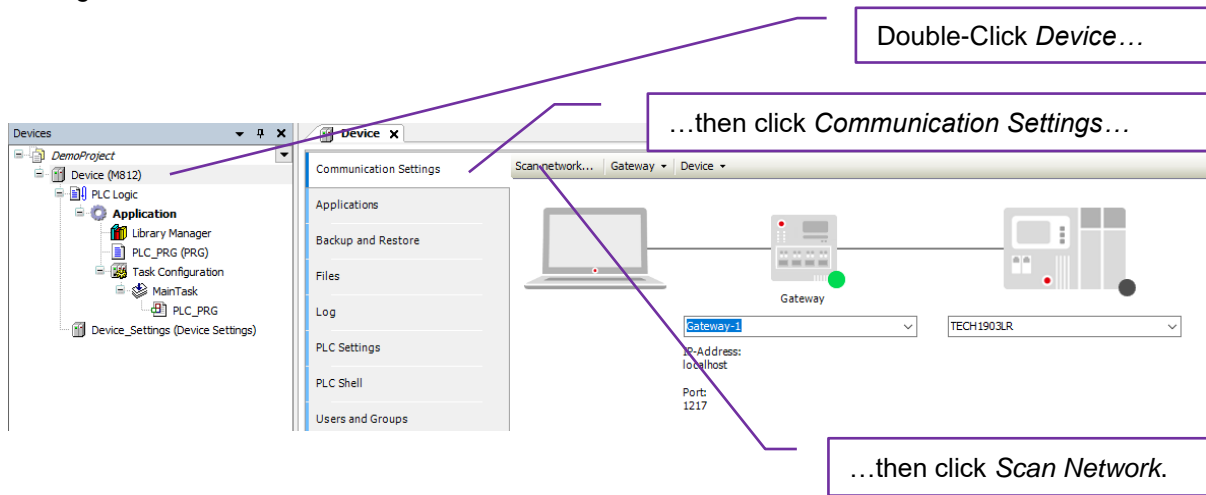 Double-Click Device…
…then click Communication Settings…
Devices
DemoProject
Device (M812)
PLC Logic
Application
Library Manager
PLC_PRG (PRG)
Task Configuration
MainTask
PLC_PRG
Device_Settings (Device Settings)
Device
Communication Settings
Applications
Backup and Restore
Files
Log
PLC Settings
PLC Shell
Users and Groups
Scan network... Gateway Device
Gateway
Gateway-1
TECH1903LR
IP-Address:
localhost
Port:
1217
…then click Scan Network.